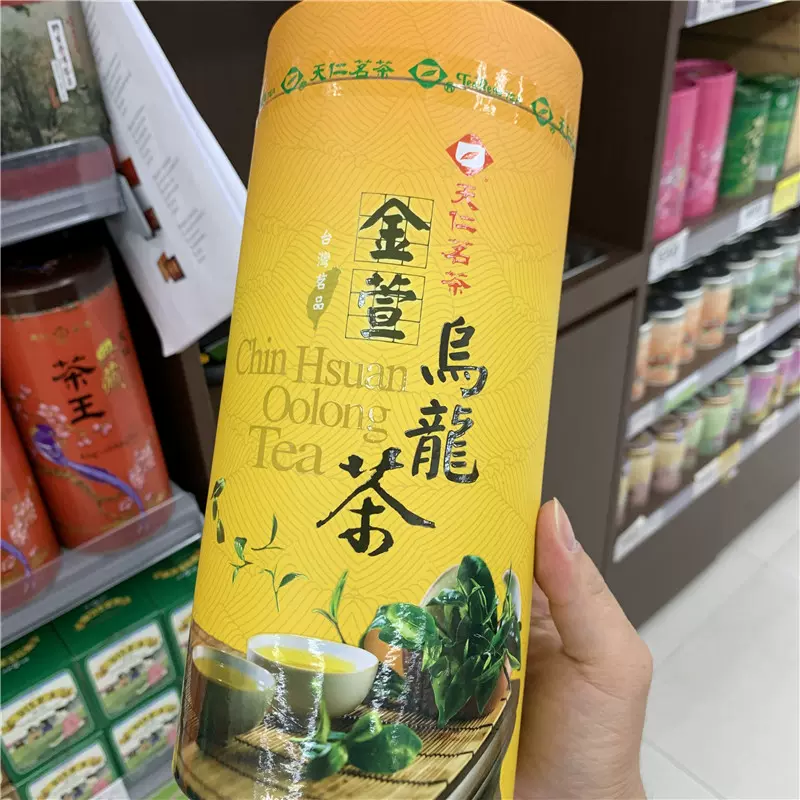 天仁茗茶
天仁茗茶
台灣茗品
金萱
烏龍
茶
Chin Hsuan
Oolong
Tea
茶王